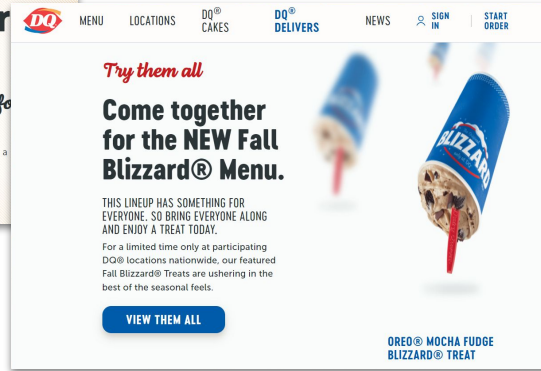 DQ
MENU
LOCATIONS
DQ®
CAKES
DQ®
DELIVERS
NEWS
SIGN
IN
START
ORDER
Try them all
Come together
for the NEW Fall
Blizzard® Menu.
THIS LINEUP HAS SOMETHING FOR
EVERYONE. SO BRING EVERYONE ALONG
AND ENJOY A TREAT TODAY.
For a limited time only at participating
DQ® locations nationwide, our featured
Fall Blizzard® Treats are ushering in the
best of the seasonal feels.
VIEW THEM ALL
BLIZZARD
OREO® MOCHA FUDGE
BLIZZARD® TREAT